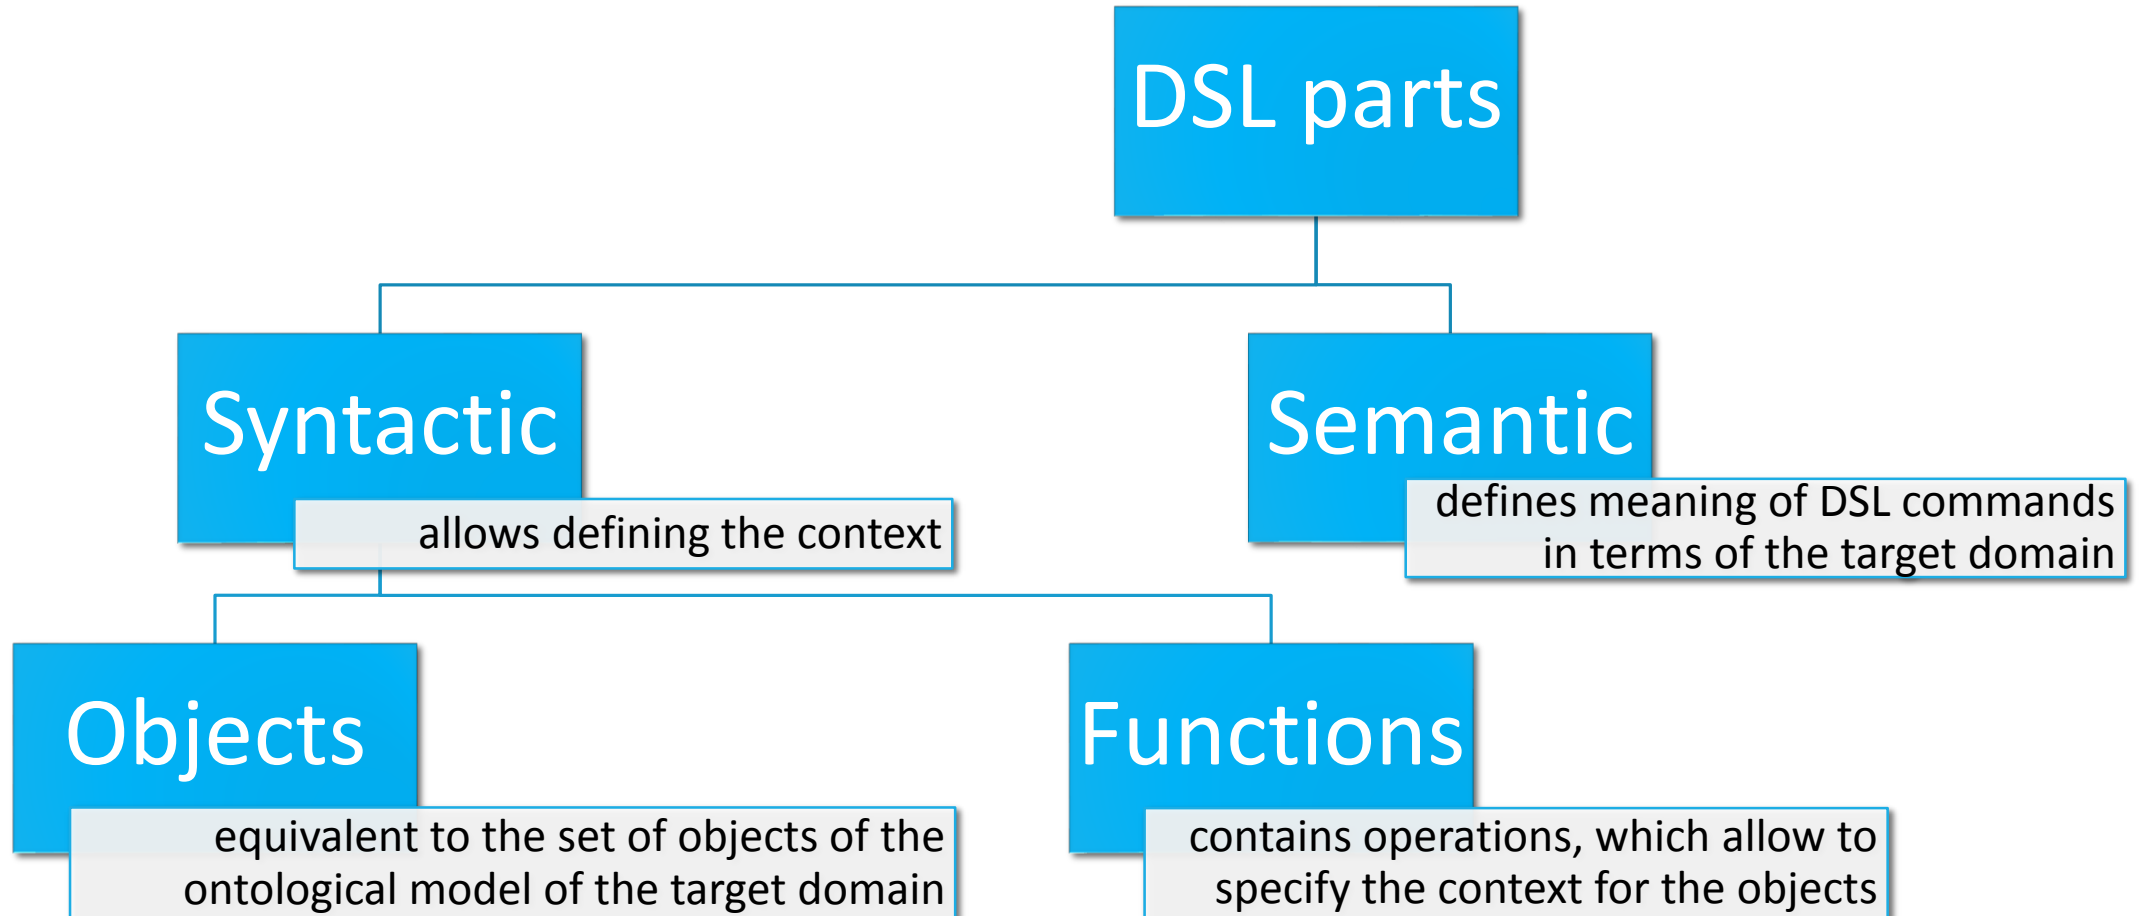 DSL parts
Syntactic
allows defining the context
Semantic
defines meaning of DSL commands
in terms of the target domain
Objects
equivalent to the set of objects of the
ontological model of the target domain
Functions
contains operations, which allow to
specify the context for the objects